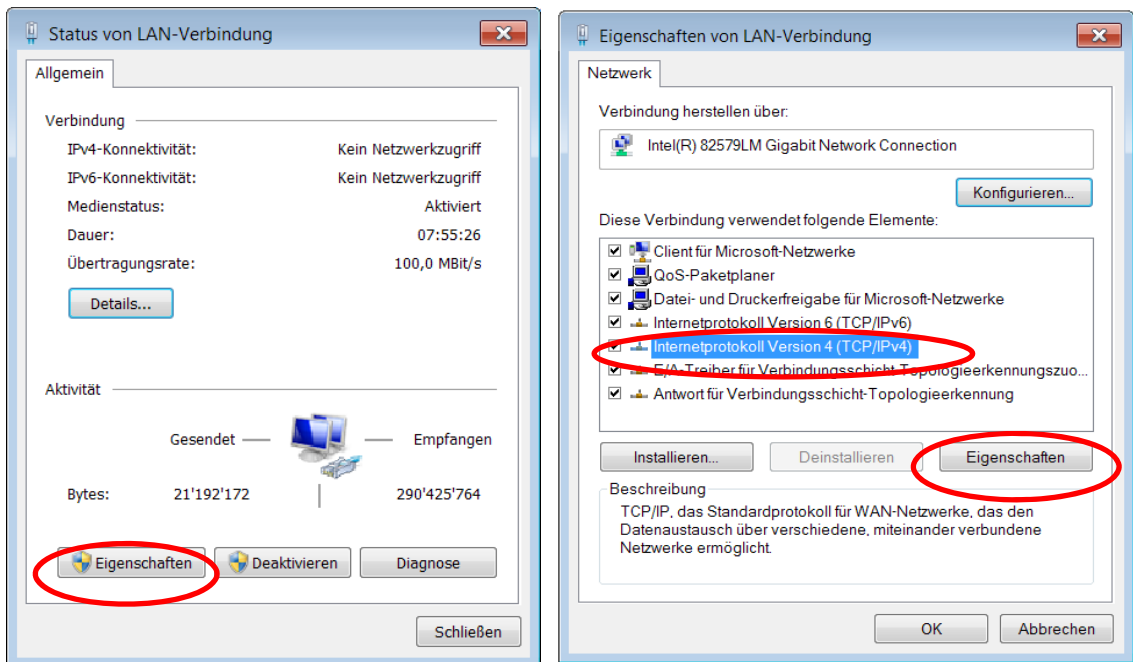 Status von LAN-Verbindung
Allgemein
Verbindung
IPv4-Konnektivität: Kein Netzwerkzugriff
IPv6-Konnektivität: Kein Netzwerkzugriff
Medienstatus: Aktiviert
Dauer: 07:55:26
Übertragungsrate: 100,0 MBit/s
Details...
Aktivität
Gesendet Empfangen
Bytes: 21'192'172 290'425'764
Eigenschaften Deaktivieren Diagnose
Schließen
Eigenschaften von LAN-Verbindung
Netzwerk
Verbindung herstellen über:
Intel(R) 82579LM Gigabit Network Connection
Konfigurieren...
Diese Verbindung verwendet folgende Elemente:
Client für Microsoft-Netzwerke
QoS-Paketplaner
Datei- und Druckerfreigabe für Microsoft-Netzwerke
Internetprotokoll Version 6 (TCP/IPv6)
Internetprotokoll Version 4 (TCP/IPv4)
E/A-Treiber für Verbindungsschicht-Topologieerkennungszuo...
Antwort für Verbindungsschicht-Topologieerkennung
Installieren... Deinstallieren Eigenschaften
Beschreibung
TCP/IP, das Standardprotokoll für WAN-Netzwerke, das den
Datenaustausch über verschiedene, miteinander verbundene
Netzwerke ermöglicht.
OK Abbrechen